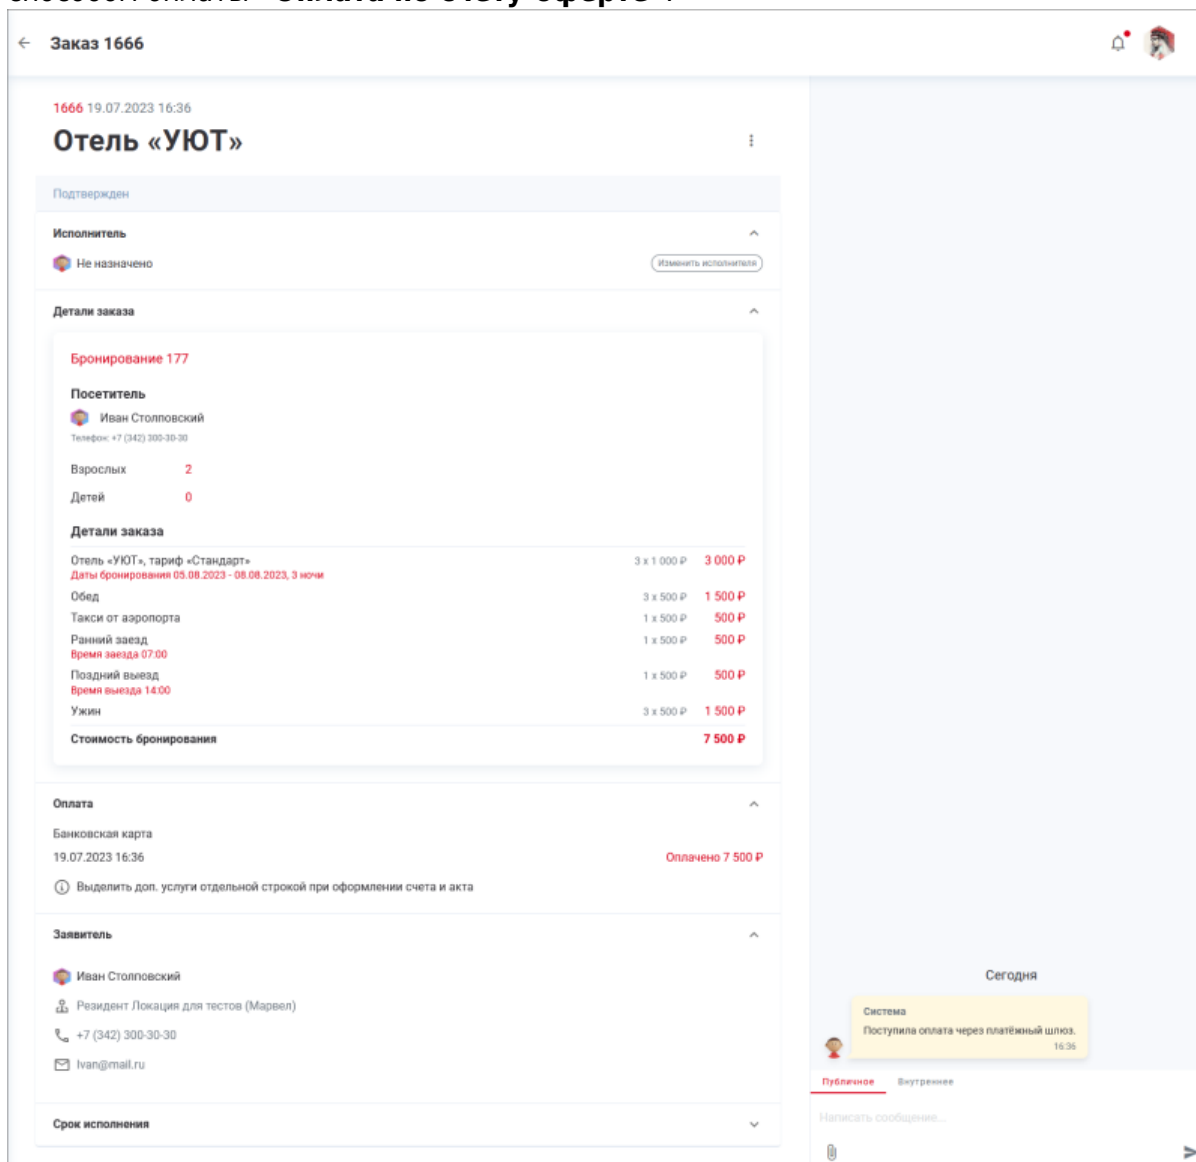 Заказ 1666
1666 19.07.2023 16:36
Отель «УЮТ»
Подтвержден
Исполнитель
Не назначено
Изменить исполнителя
Детали заказа
Бронирование 177
Посетитель
Иван Столповский
Телефон: +7 (342) 300-30-30
Взрослых 2
Детей 0
Детали заказа
Отель «УЮТ», тариф «Стандарт» 3 x 1 000 ₽ 3 000 ₽
Даты бронирования 05.08.2023 - 08.08.2023, 3 ночи
Обед 3 x 500 ₽ 1 500 ₽
Такси от аэропорта 1 x 500 ₽ 500 ₽
Ранний заезд 1 x 500 ₽ 500 ₽
Время заезда 07:00
Поздний выезд 1 x 500 ₽ 500 ₽
Время выезда 14:00
Ужин 3 x 500 ₽ 1 500 ₽
Стоимость бронирования 7 500 ₽
Оплата
Банковская карта
19.07.2023 16:36 Оплачено 7 500 ₽
Выделить доп. услуги отдельной строкой при оформлении счета и акта
Заявитель
Иван Столповский
Резидент Локация для тестов (Марвел)
+7 (342) 300-30-30
Ivan@mail.ru
Срок исполнения
Сегодня
Система
Поступила оплата через платёжный шлюз.
16:36
Публичное Внутреннее
Написать сообщение...